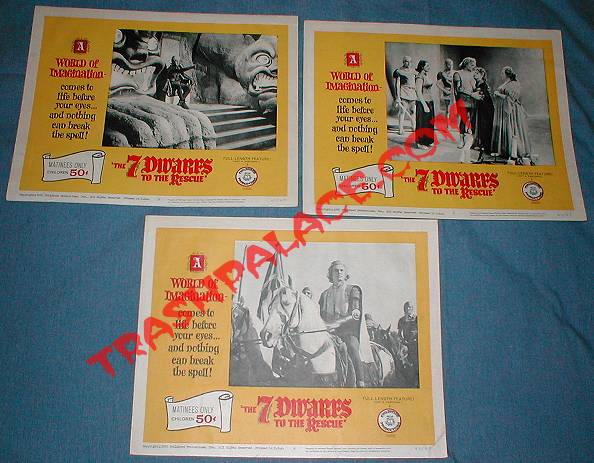 A
WORLD OF
IMAGINATION-
comes to
life before
your eyes...
and nothing
can break
the spell!
MATINEES ONLY
CHILDREN 50¢
"THE 7 DWARFS
TO THE RESCUE"
FULL-LENGTH FEATURE!
A
WORLD OF
IMAGINATION-
comes to
life before
your eyes...
and nothing
can break
the spell!
MATINEES ONLY
50¢
"THE 7 DWARFS
TO THE RESCUE"
FULL-LENGTH FEATURE!
A
WORLD OF
IMAGINATION-
comes to
life before
your eyes...
and nothing
can break
the spell!
MATINEES ONLY
CHILDREN 50¢
"THE 7 DWARFS
TO THE RESCUE"
FULL-LENGTH FEATURE!
TRASHPALACE.COM